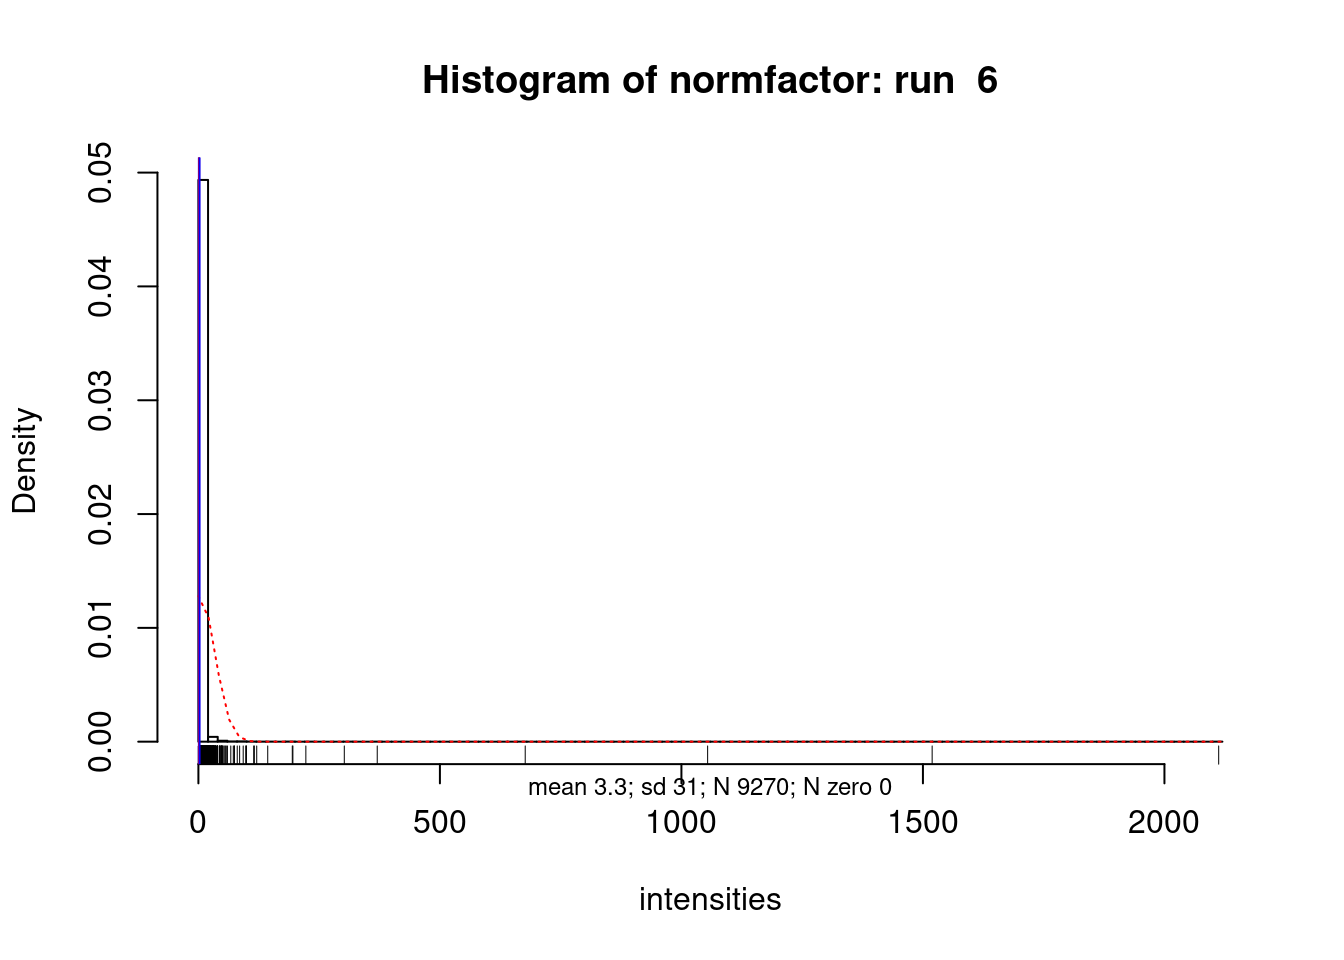 Histogram of normfactor: run  6
Density
0.05
0.04
0.03
0.02
0.01
0.00
mean 3.3; sd 31; N 9270; N zero 0
0 500 1000 1500 2000
intensities